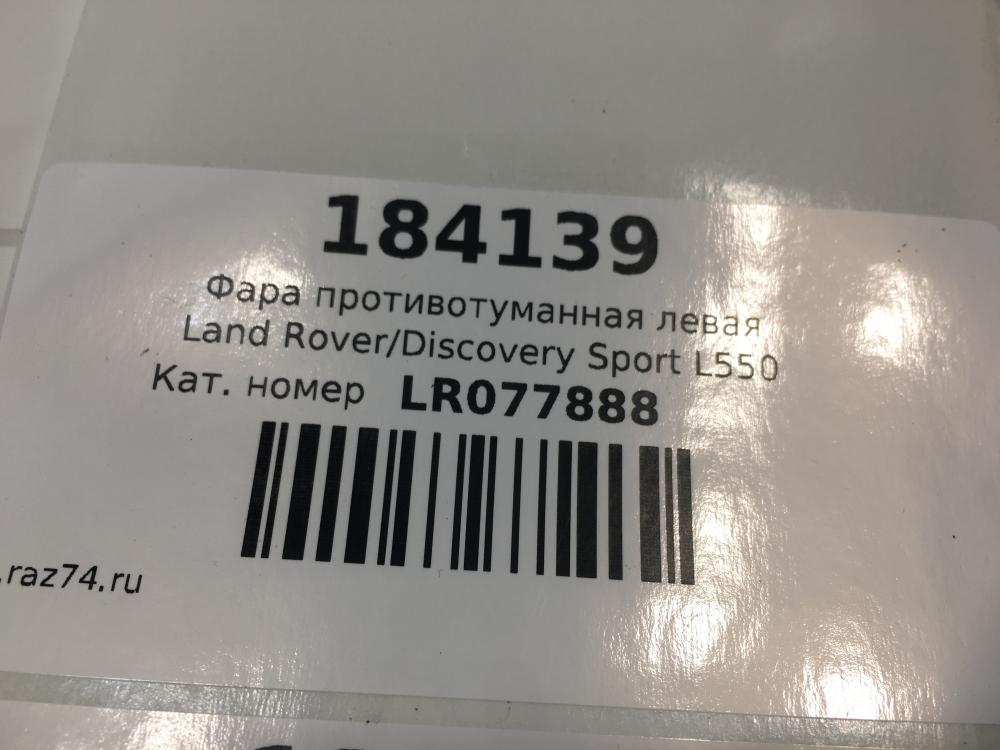 184139
Фара противотуманная левая
Land Rover/Discovery Sport L550
Кат. номер LR077888
.raz74.ru